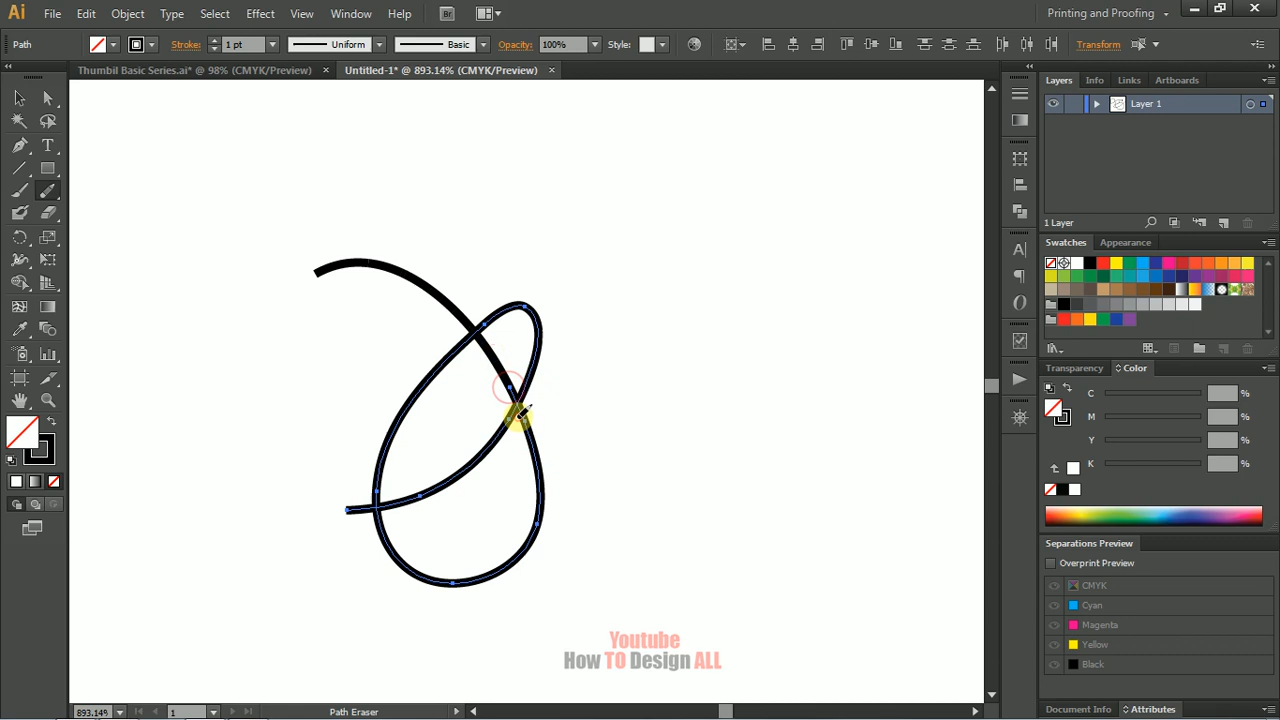 Ai File Edit Object Type Select Effect View Window Help Br Printing and Proofing
Path Stroke: 1 pt Uniform Basic Opacity: 100% Style: Transform
Thumbil Basic Series.ai* @ 98% (CMYK/Preview) Untitled-1* @ 893.14% (CMYK/Preview)
Layers Info Links Artboards
Layer 1
1 Layer
Swatches Appearance
Transparency Color
C %
M %
Y %
K %
Separations Preview
Overprint Preview
CMYK
Cyan
Magenta
Yellow
Black
Youtube
How TO Design ALL
893.14% 1 Path Eraser
Document Info Attributes